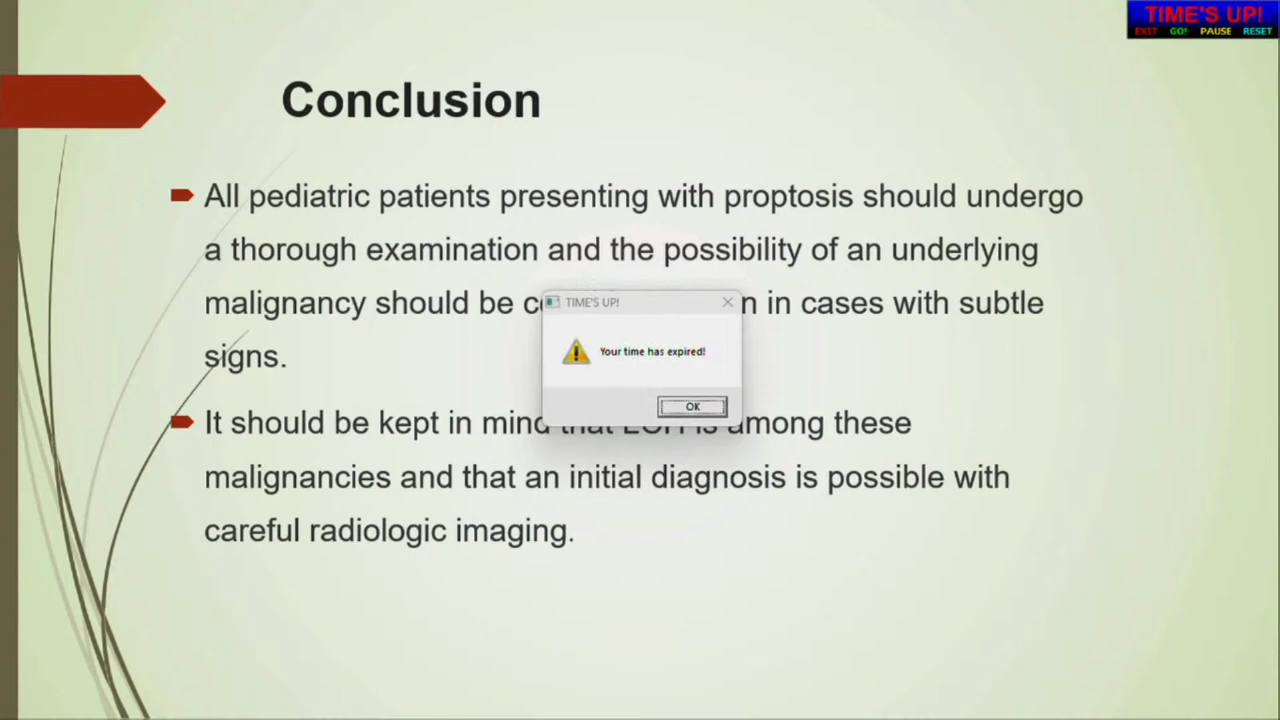 TIME'S UP!
EXIT GO! PAUSE RESET
Conclusion
All pediatric patients presenting with proptosis should undergo
a thorough examination and the possibility of an underlying
malignancy should be in cases with subtle
signs.
It should be kept in mind that is among these
malignancies and that an initial diagnosis is possible with
careful radiologic imaging.
TIME'S UP!
Your time has expired!
OK